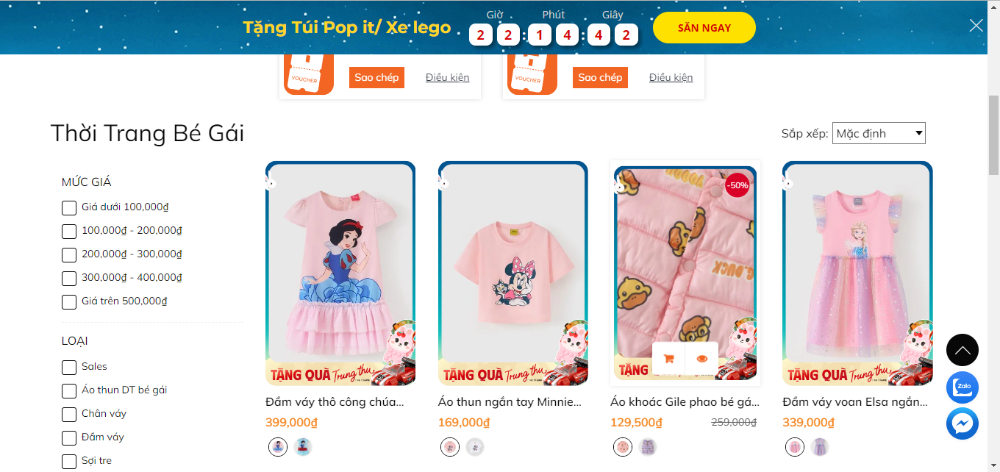 Giờ Phút Giây
Tặng Túi Pop it/ Xe lego 2 2 : 1 4 : 4 2 SĂN NGAY
VOUCHER Sao chép Điều kiện VOUCHER Sao chép Điều kiện
Thời Trang Bé Gái
Sắp xếp: Mặc định
MỨC GIÁ
Giá dưới 100,000₫
100,000₫ - 200,000₫
200,000₫ - 300,000₫
300,000₫ - 400,000₫
Giá trên 500,000₫
LOẠI
Sales
Áo thun DT bé gái
Chân váy
Đầm váy
Sợi tre
TẶNG QUÀ Trung thu
Đầm váy thô công chúa...
399,000₫
TẶNG QUÀ Trung thu
Áo thun ngắn tay Minnie...
169,000₫
-50%
G.DUCK
TẶNG
Áo khoác Gile phao bé gá...
129,500₫ 259,000₫
TẶNG QUÀ Trung thu
Đầm váy voan Elsa ngắn...
339,000₫
Zalo